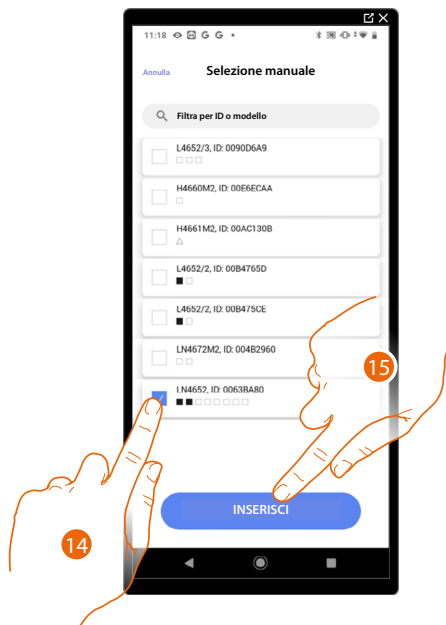 11:18 G G
Annulla Selezione manuale
Filtra per ID o modello
L4652/3, ID: 0090D6A9
H4660M2, ID: 00E6ECAA
H4661M2, ID: 00AC130B
L4652/2, ID: 00B4765D
L4652/2, ID: 00B475CE
LN4672M2, ID: 004B2960
LN4652, ID: 0063BA80
15
INSERISCI
14